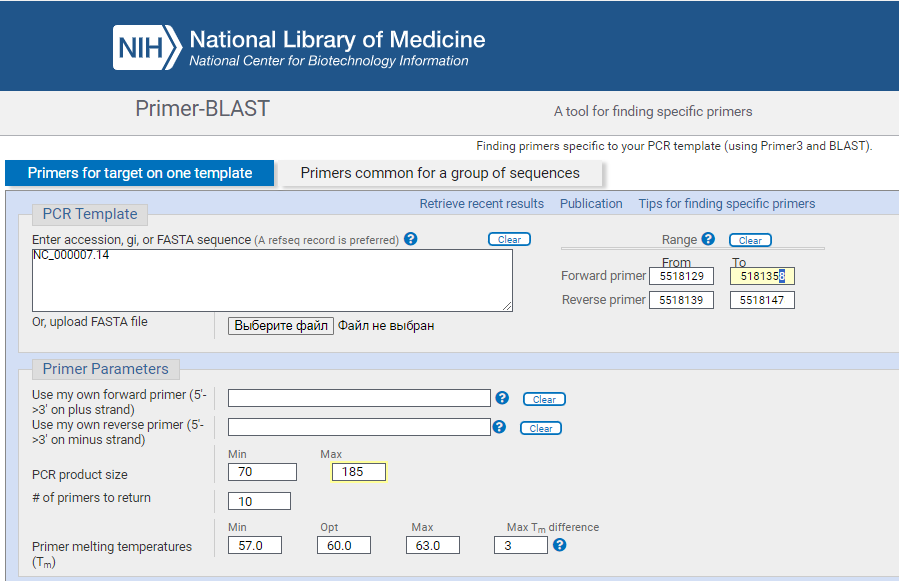 NIH National Library of Medicine
National Center for Biotechnology Information
Primer-BLAST A tool for finding specific primers
Finding primers specific to your PCR template (using Primer3 and BLAST).
Primers for target on one template Primers common for a group of sequences
Retrieve recent results Publication Tips for finding specific primers
PCR Template
Enter accession, gi, or FASTA sequence (A refseq record is preferred) ? Clear Range ? Clear
NC_000007.14
From To
Forward primer 5518129 5181358
Reverse primer 5518139 5518147
Or, upload FASTA file Выберите файл Файл не выбран
Primer Parameters
Use my own forward primer (5'-
>3' on plus strand) ? Clear
Use my own reverse primer (5'-
>3' on minus strand) ? Clear
Min Max
PCR product size 70 185
# of primers to return 10
Min Opt Max Max Tm difference
Primer melting temperatures 57.0 60.0 63.0 3 ?
(Tm)